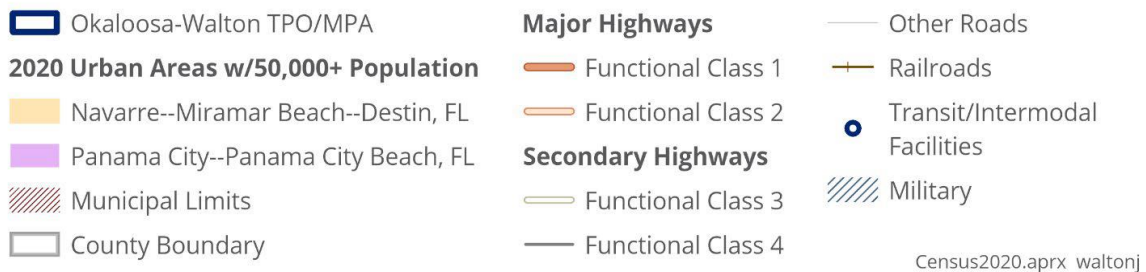 Okaloosa-Walton TPO/MPA
2020 Urban Areas w/50,000+ Population
Navarre--Miramar Beach--Destin, FL
Panama City--Panama City Beach, FL
Municipal Limits
County Boundary
Major Highways
Functional Class 1
Functional Class 2
Secondary Highways
Functional Class 3
Functional Class 4
Other Roads
Railroads
Transit/Intermodal
Facilities
Military
Census2020.aprx waltonj